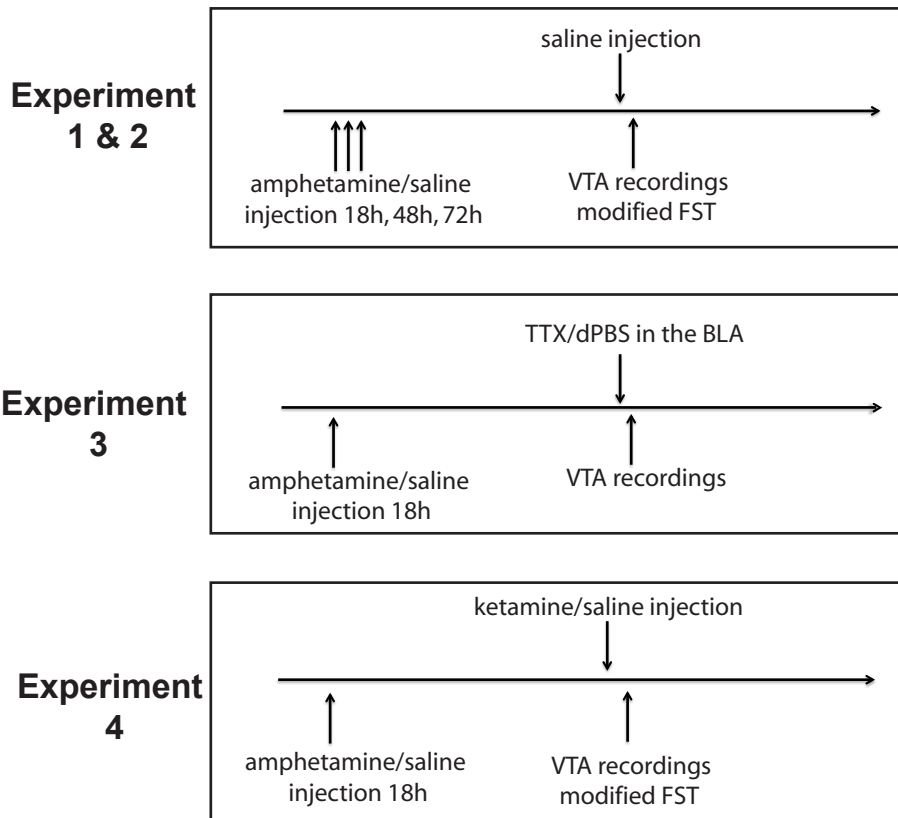 Experiment
1 & 2
saline injection
amphetamine/saline
injection 18h, 48h, 72h
VTA recordings
modified FST
Experiment
3
TTX/dPBS in the BLA
amphetamine/saline
injection 18h
VTA recordings
Experiment
4
ketamine/saline injection
amphetamine/saline
injection 18h
VTA recordings
modified FST